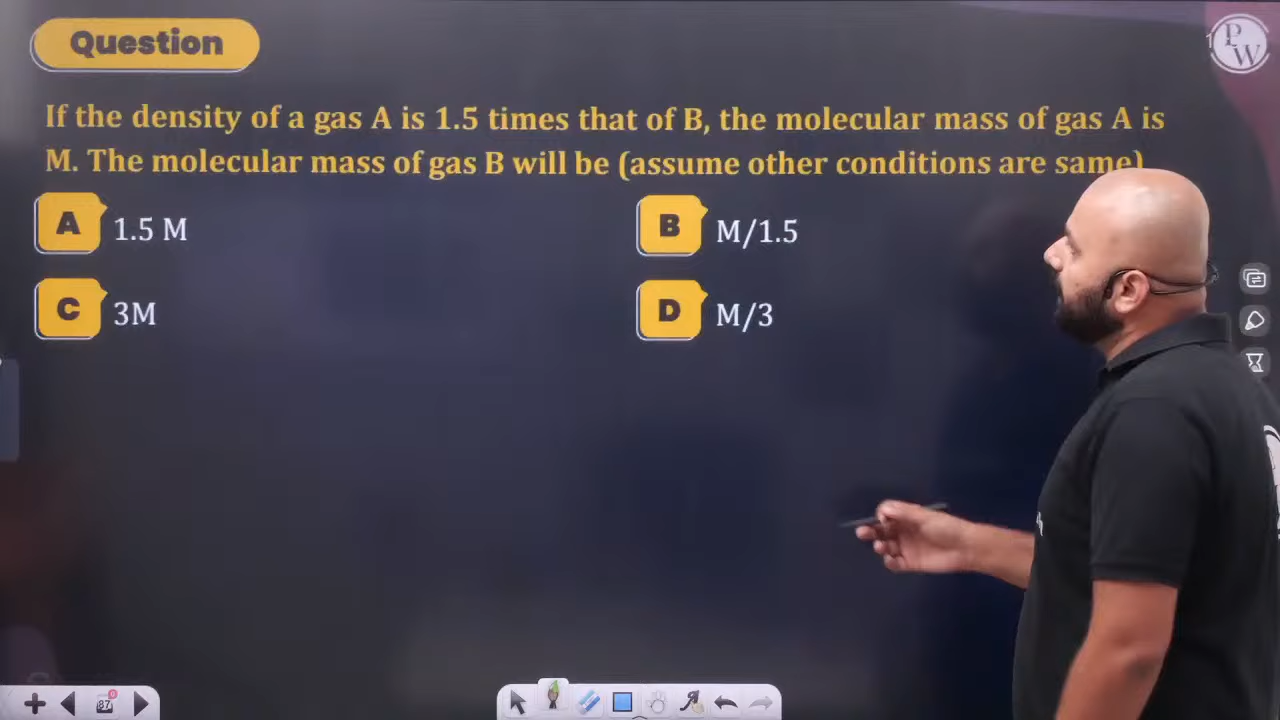 Question
P
W
If the density of a gas A is 1.5 times that of B, the molecular mass of gas A is
M. The molecular mass of gas B will be (assume other conditions are same)
A 1.5 M
B M/1.5
C 3M
D M/3
87